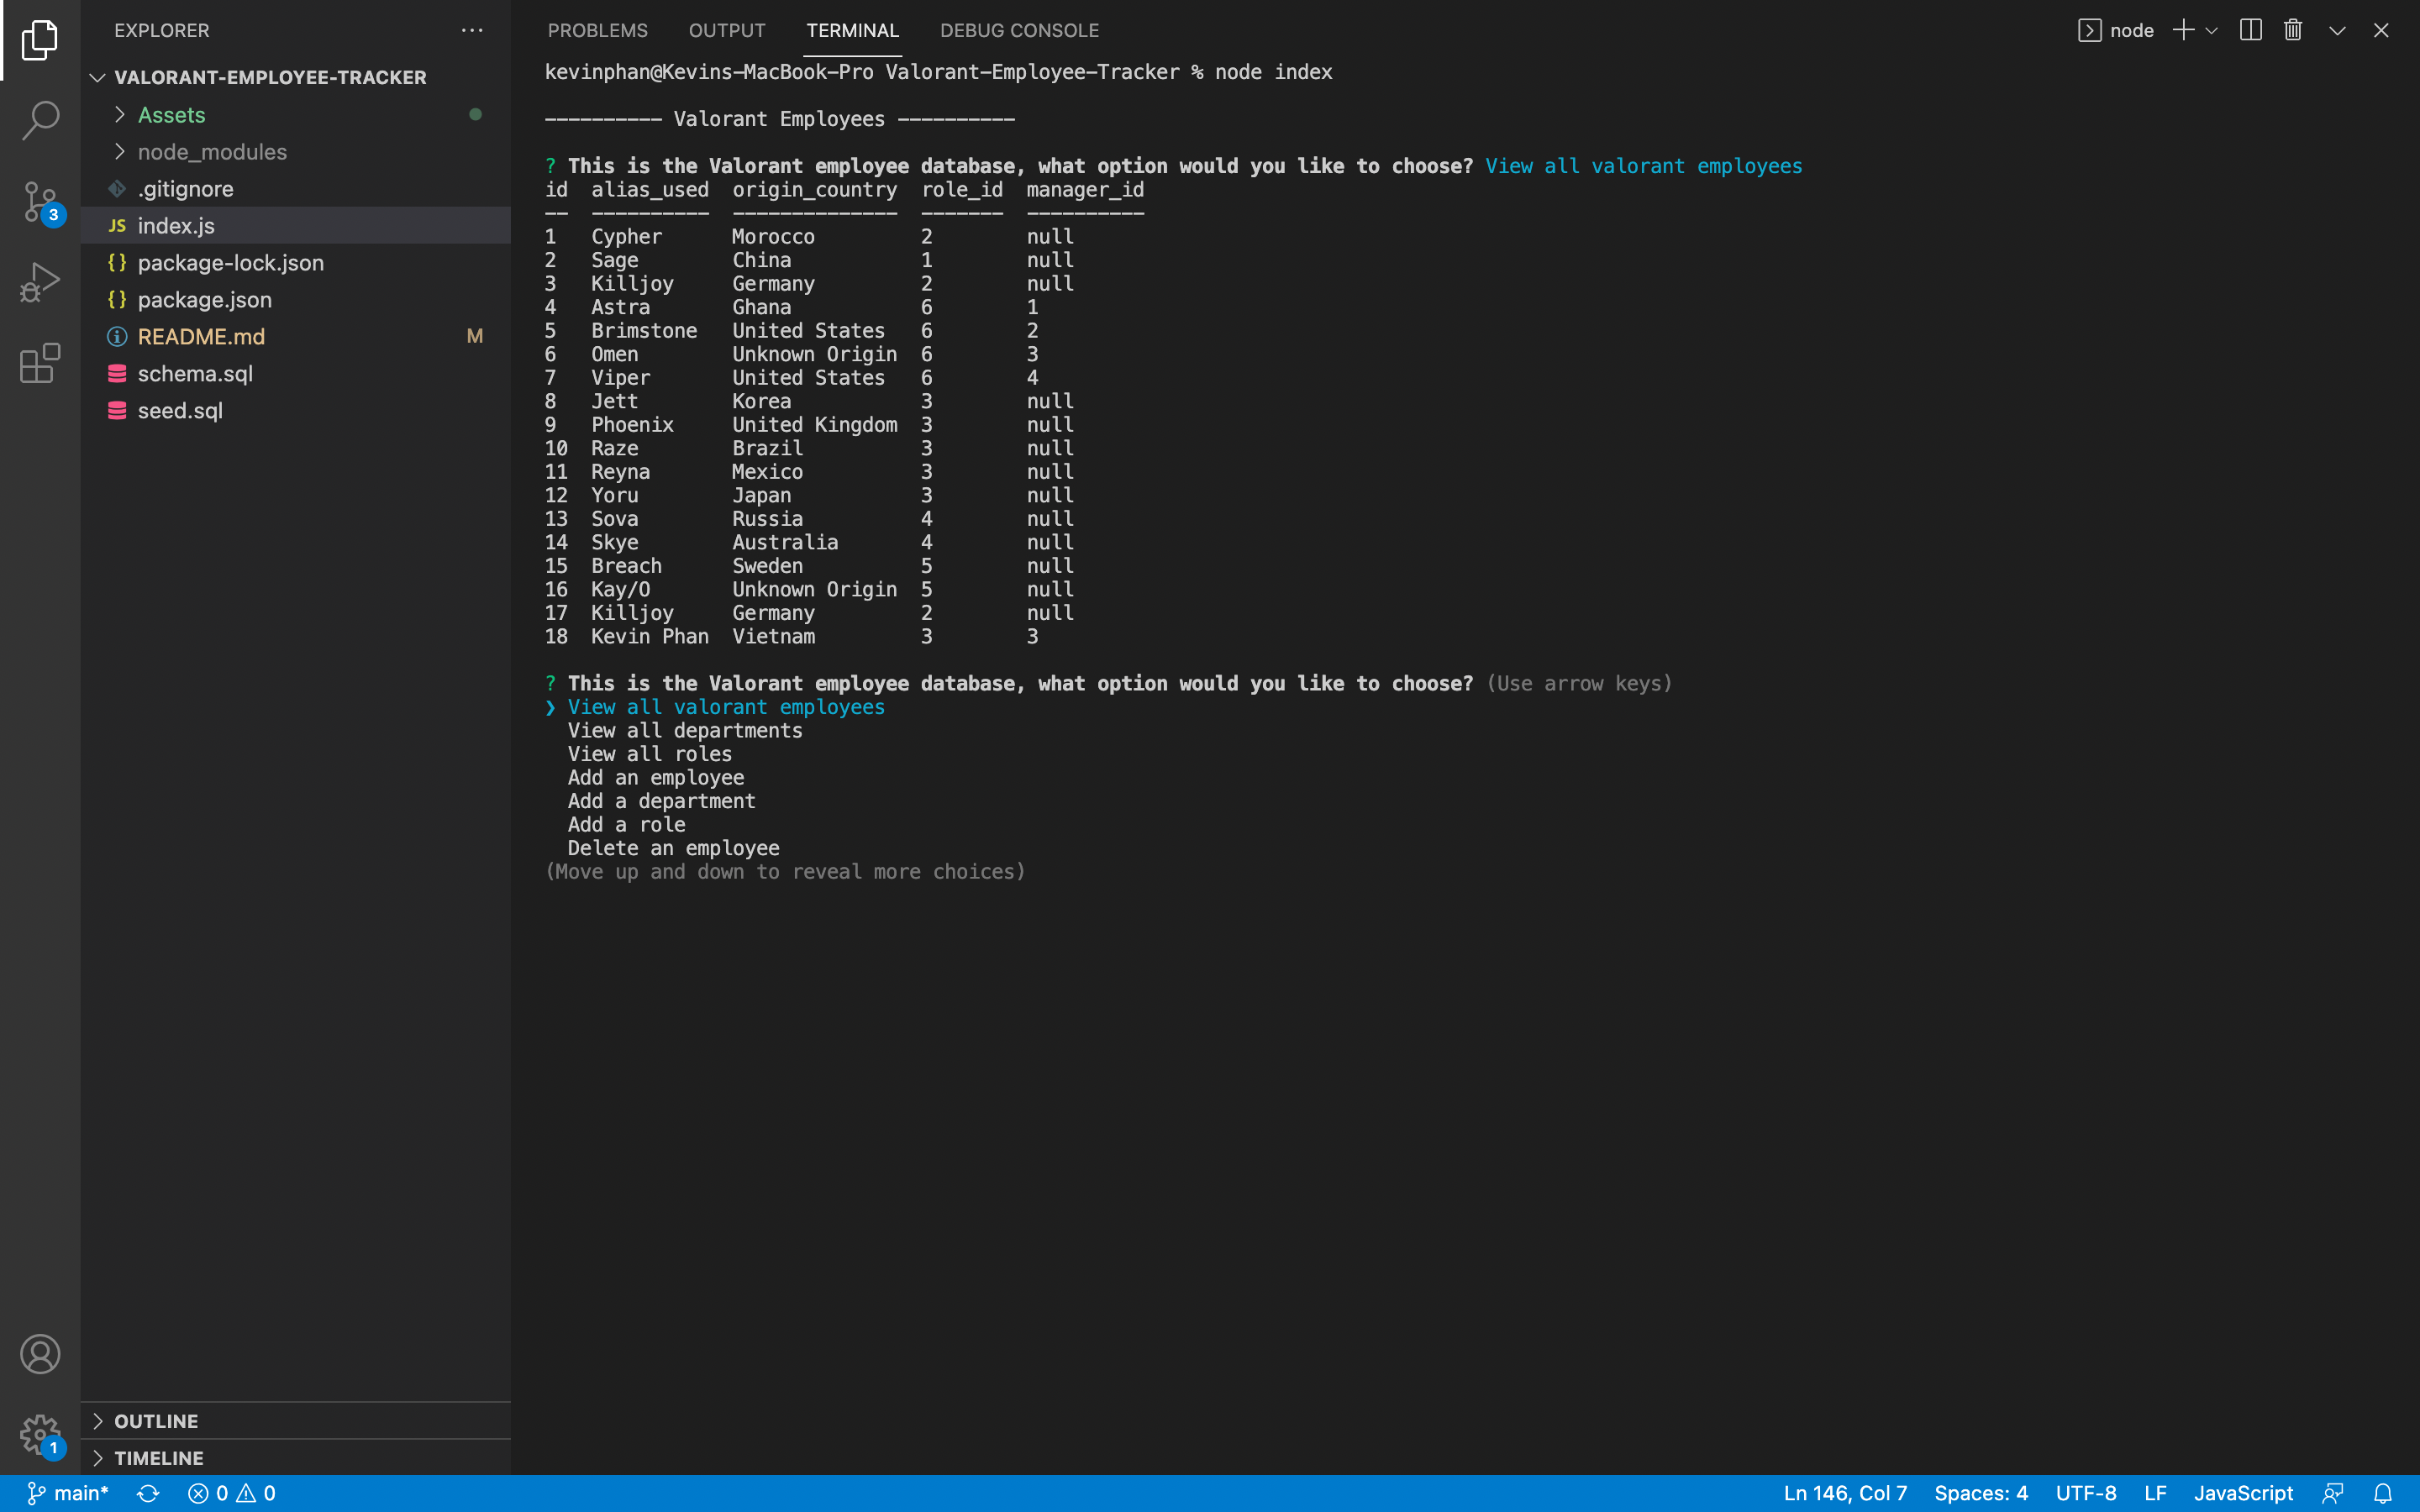 EXPLORER
VALORANT-EMPLOYEE-TRACKER
Assets
node_modules
.gitignore
JS index.js
{} package-lock.json
{} package.json
README.md M
schema.sql
seed.sql
OUTLINE
TIMELINE
3
1
PROBLEMS OUTPUT TERMINAL DEBUG CONSOLE
node
kevinphan@Kevins-MacBook-Pro Valorant-Employee-Tracker % node index
---------- Valorant Employees ----------
? This is the Valorant employee database, what option would you like to choose? View all valorant employees
id alias_used origin_country role_id manager_id
-- ---------- -------------- ------- ----------
1 Cypher Morocco 2 null
2 Sage China 1 null
3 Killjoy Germany 2 null
4 Astra Ghana 6 1
5 Brimstone United States 6 2
6 Omen Unknown Origin 6 3
7 Viper United States 6 4
8 Jett Korea 3 null
9 Phoenix United Kingdom 3 null
10 Raze Brazil 3 null
11 Reyna Mexico 3 null
12 Yoru Japan 3 null
13 Sova Russia 4 null
14 Skye Australia 4 null
15 Breach Sweden 5 null
16 Kay/O Unknown Origin 5 null
17 Killjoy Germany 2 null
18 Kevin Phan Vietnam 3 3
? This is the Valorant employee database, what option would you like to choose? (Use arrow keys)
❯ View all valorant employees
View all departments
View all roles
Add an employee
Add a department
Add a role
Delete an employee
(Move up and down to reveal more choices)
main* 0 0
Ln 146, Col 7 Spaces: 4 UTF-8 LF JavaScript